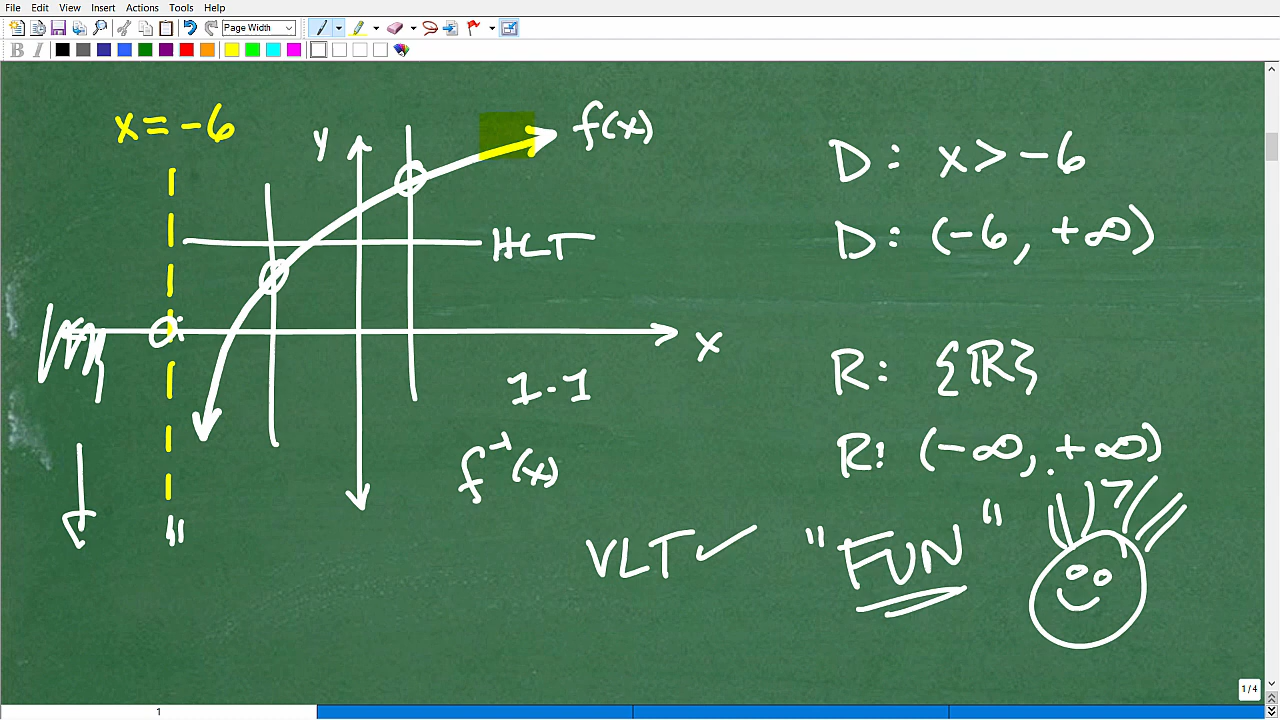 File Edit View Insert Actions Tools Help
Page Width
B I
x = -6
y
f(x)
HLT
x
1-1
f⁻¹(x)
D: x > -6
D: (-6, +∞)
R: {ℝ}
R: (-∞, +∞)
VLT ✓ "FUN"
1/4
1